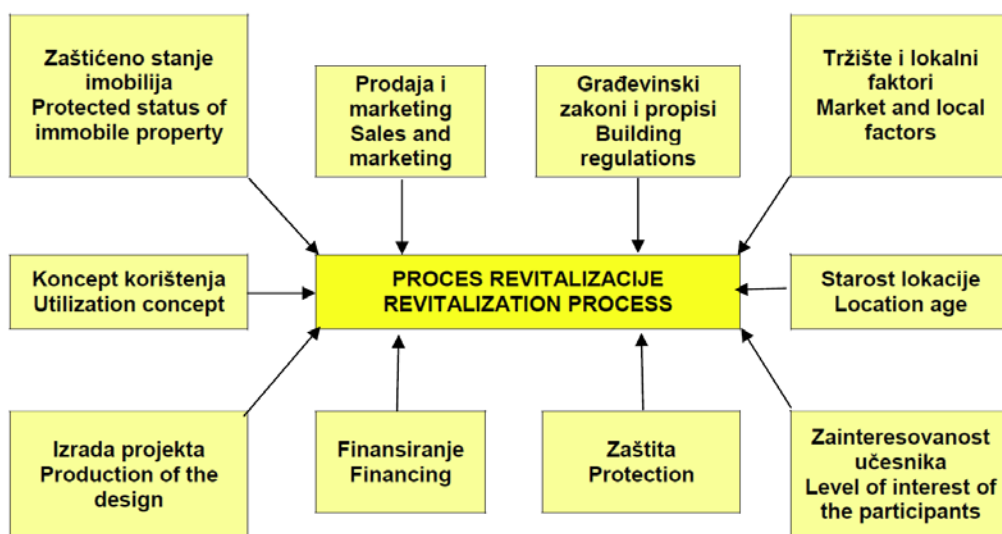 Zaštićeno stanje
imobilija
Protected status of
immobile property
Prodaja i
marketing
Sales and
marketing
Građevinski
zakoni i propisi
Building
regulations
Tržište i lokalni
faktori
Market and local
factors
Koncept korištenja
Utilization concept
PROCES REVITALIZACIJE
REVITALIZATION PROCESS
Starost lokacije
Location age
Izrada projekta
Production of the
design
Finansiranje
Financing
Zaštita
Protection
Zainteresovanost
učesnika
Level of interest of
the participants